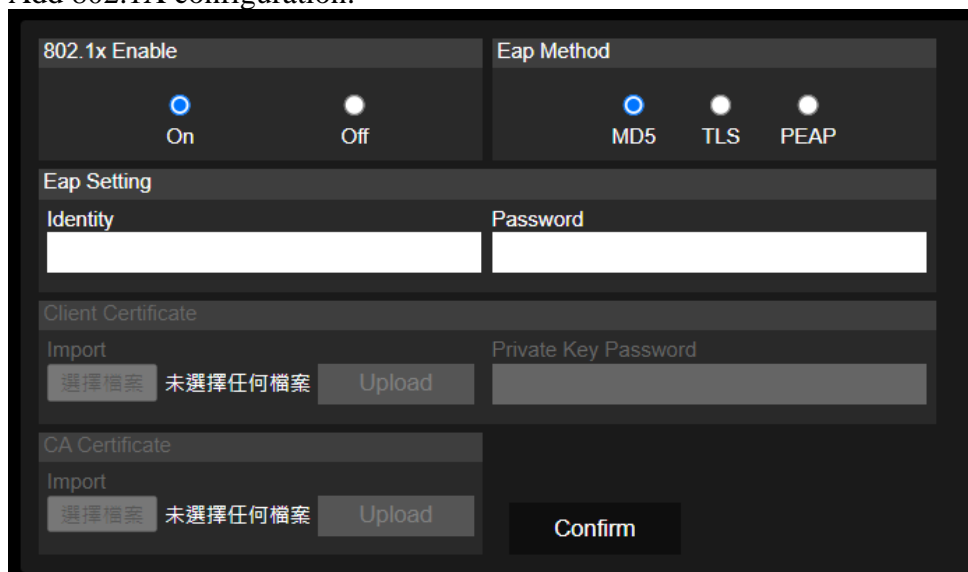 Add 802.1X configuration.
802.1x Enable
Eap Method
On
Off
MD5
TLS
PEAP
Eap Setting
Identity
Password
Client Certificate
Import
Private Key Password
選擇檔案 未選擇任何檔案 Upload
CA Certificate
Import
選擇檔案 未選擇任何檔案 Upload
Confirm